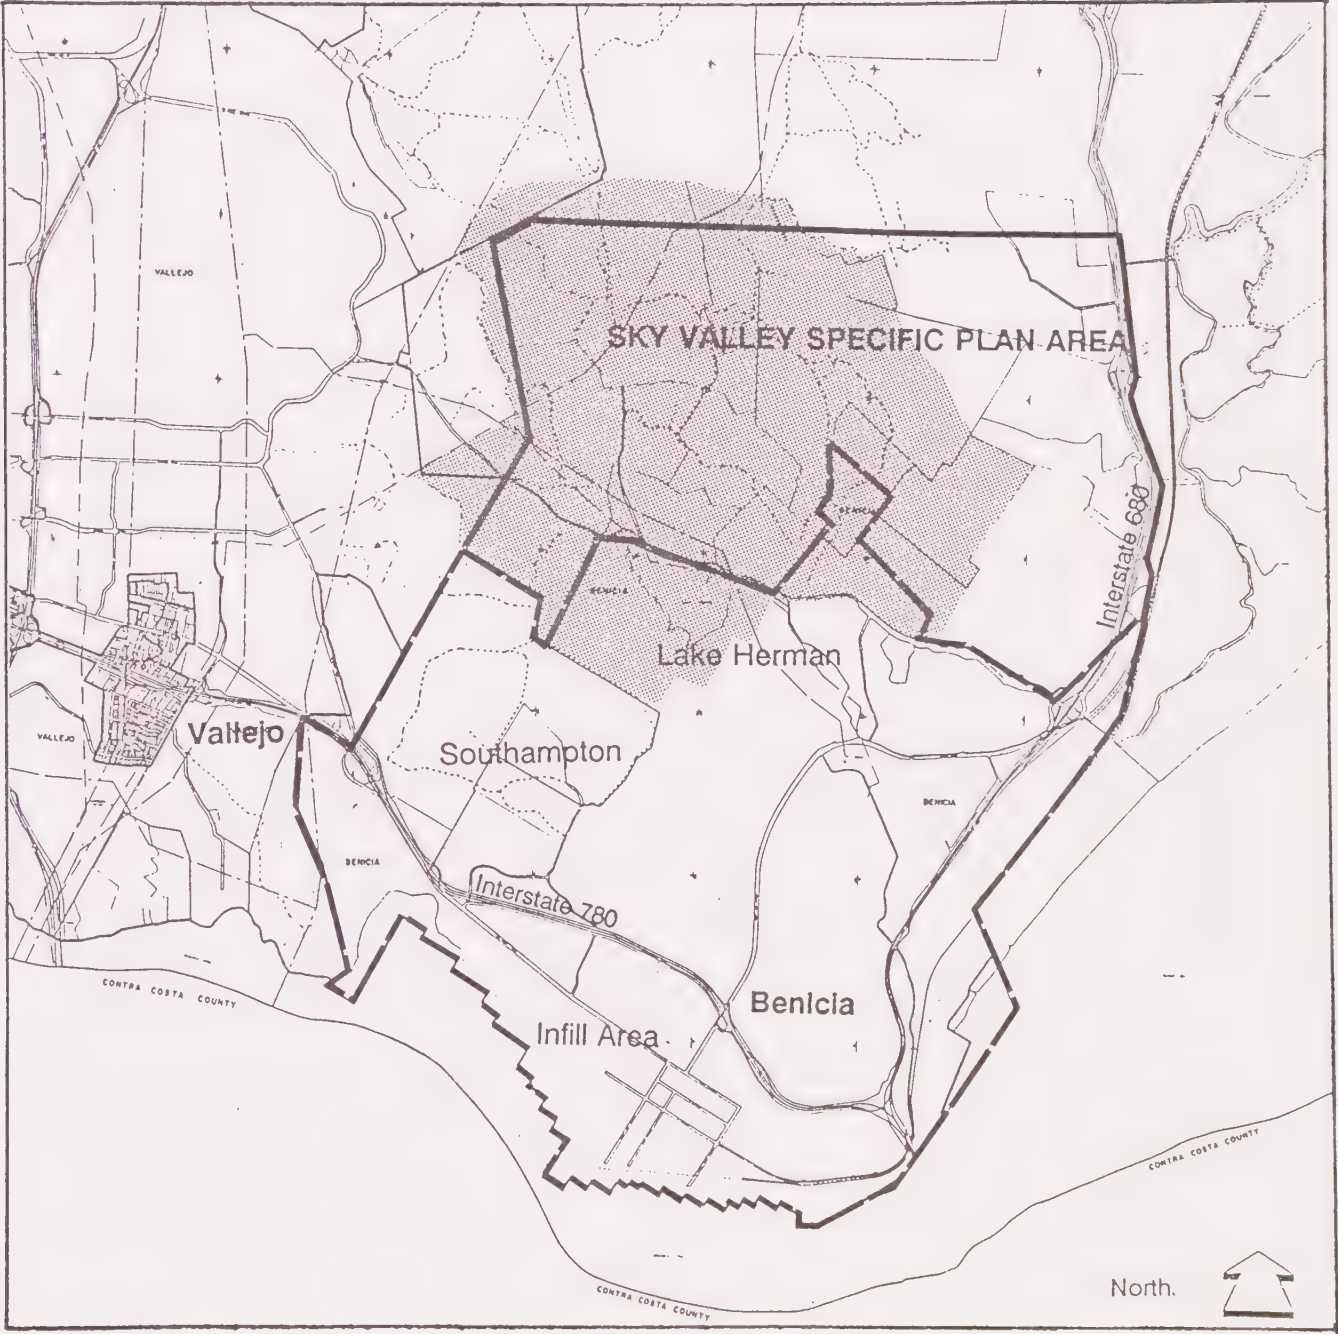 VALLEJO
SKY VALLEY SPECIFIC PLAN AREA
Interstate 680
BENICIA
BENICIA
Lake Herman
VALLEJO
Vallejo
Southampton
BENICIA
BENICIA
Interstate 780
CONTRA COSTA COUNTY
Benicia
Infill Area
CONTRA COSTA COUNTY
CONTRA COSTA COUNTY
North.